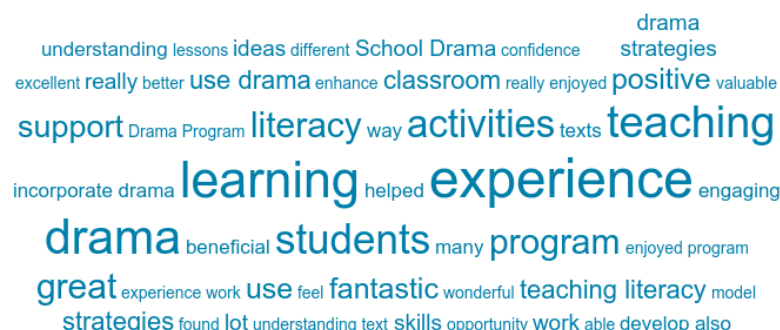 understanding lessons ideas different School Drama confidence drama strategies
excellent really better use drama enhance classroom really enjoyed positive valuable
support Drama Program literacy way activities texts teaching
incorporate drama learning helped experience engaging
drama beneficial students many program enjoyed program
great experience work use feel fantastic wonderful teaching literacy model
strategies found lot understanding text skills opportunity work able develop also